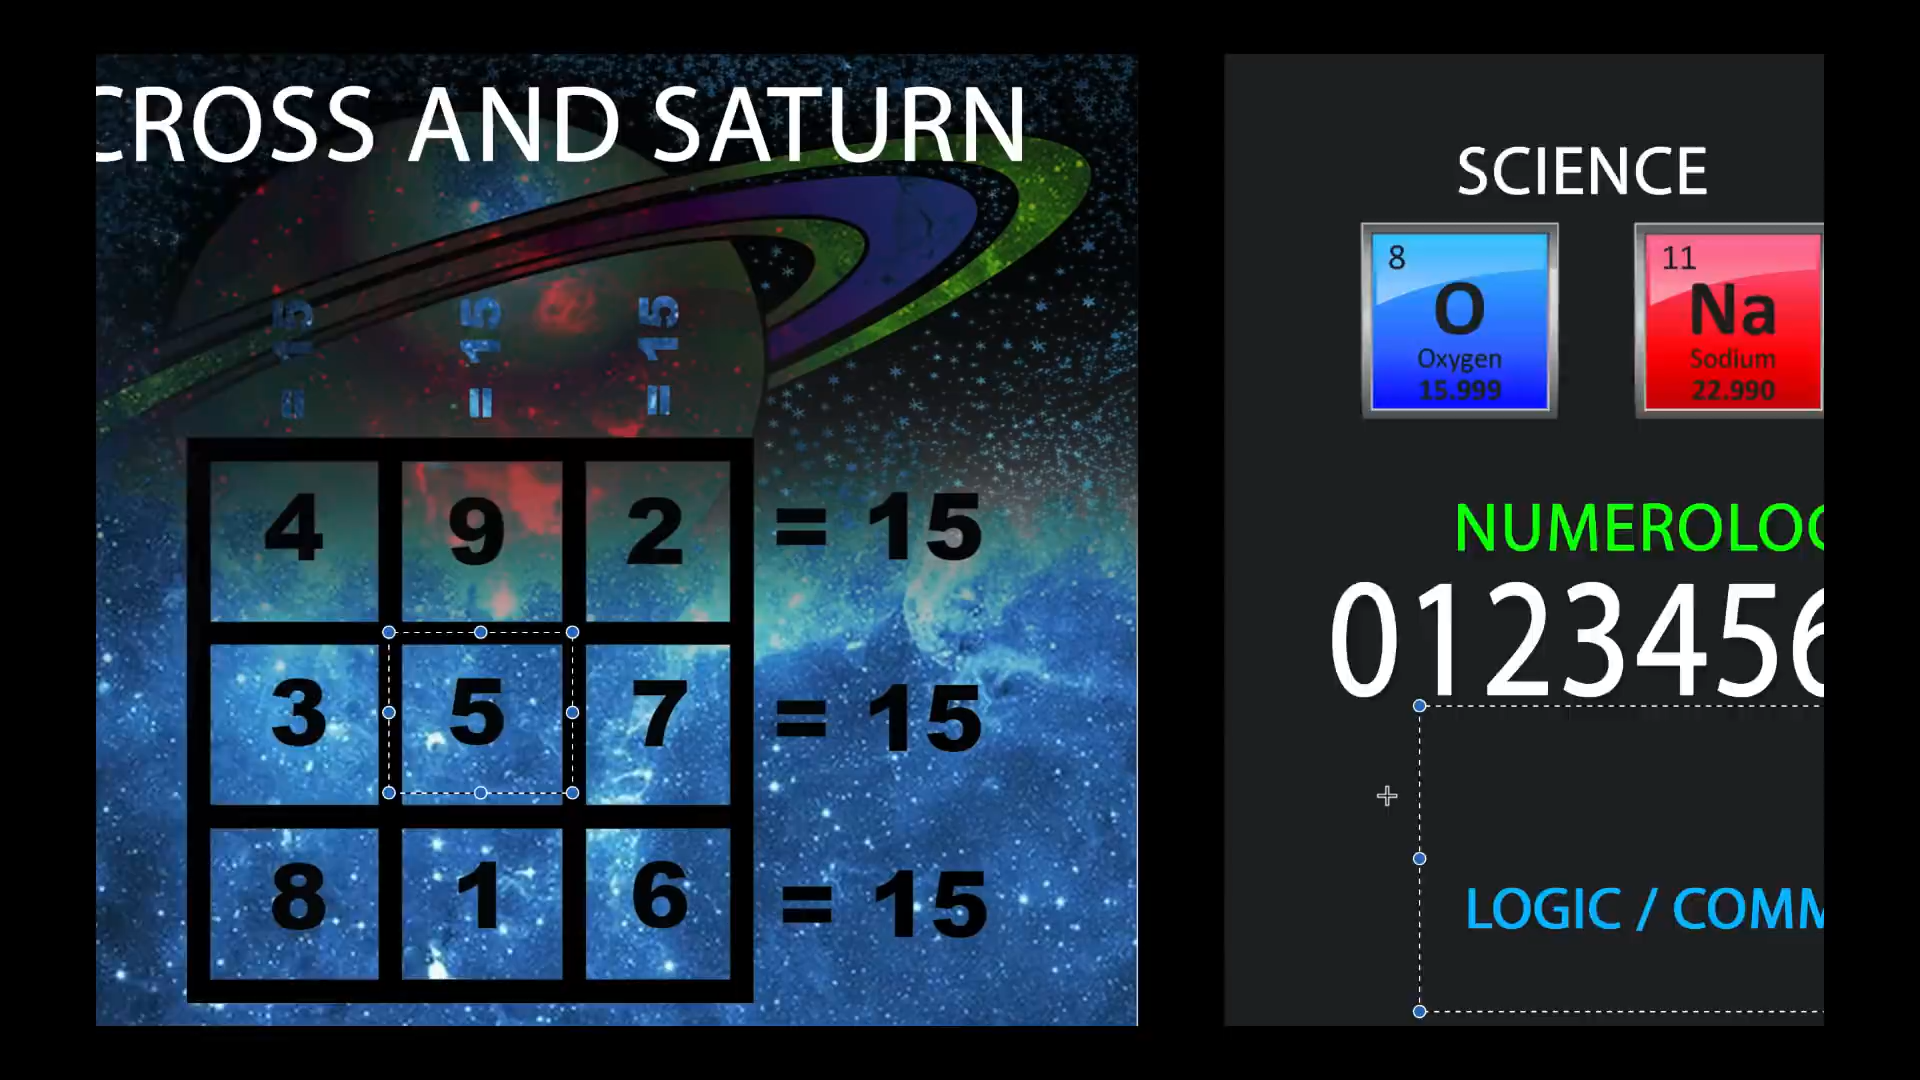 CROSS AND SATURN
= 15
= 15
= 15
4 9 2 = 15
3 5 7 = 15
8 1 6 = 15
SCIENCE
8
O
Oxygen
15.999
11
Na
Sodium
22.990
NUMEROLOG
0123456
LOGIC / COMM